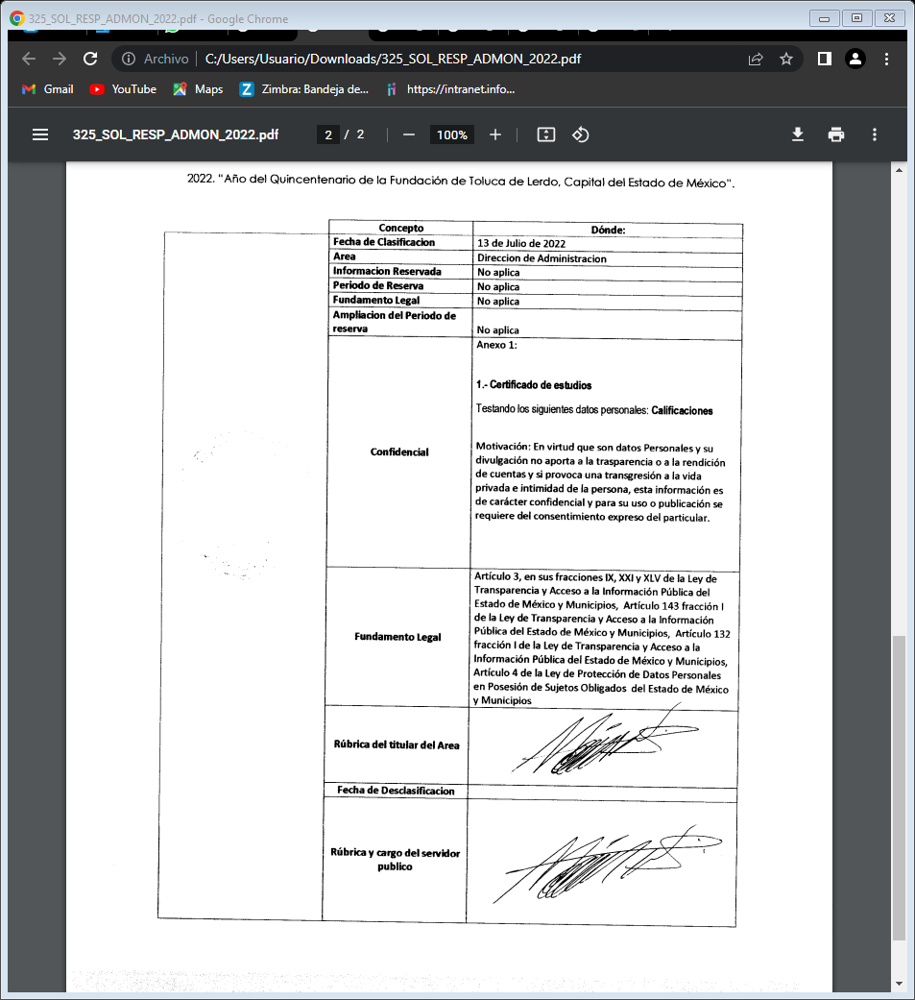 325_SOL_RESP_ADMON_2022.pdf - Google Chrome
Archivo C:/Users/Usuario/Downloads/325_SOL_RESP_ADMON_2022.pdf
Gmail YouTube Maps Zimbra: Bandeja de... https://intranet.info...
325_SOL_RESP_ADMON_2022.pdf 2 / 2 100%
2022. "Año del Quincentenario de la Fundación de Toluca de Lerdo, Capital del Estado de México".
Concepto Dónde:
Fecha de Clasificacion 13 de Julio de 2022
Area Direccion de Administracion
Informacion Reservada No aplica
Periodo de Reserva No aplica
Fundamento Legal No aplica
Ampliacion del Periodo de
reserva No aplica
Anexo 1:
1.- Certificado de estudios
Testando los siguientes datos personales: Calificaciones
Confidencial
Motivación: En virtud que son datos Personales y su
divulgación no aporta a la trasparencia o a la rendición
de cuentas y si provoca una transgresión a la vida
privada e intimidad de la persona, esta información es
de carácter confidencial y para su uso o publicación se
requiere del consentimiento expreso del particular.
Fundamento Legal
Artículo 3, en sus fracciones IX, XXI y XLV de la Ley de
Transparencia y Acceso a la Información Pública del
Estado de México y Municipios, Artículo 143 fracción I
de la Ley de Transparencia y Acceso a la Información
Pública del Estado de México y Municipios, Artículo 132
fracción I de la Ley de Transparencia y Acceso a la
Información Pública del Estado de México y Municipios,
Artículo 4 de la Ley de Protección de Datos Personales
en Posesión de Sujetos Obligados del Estado de México
y Municipios
Rúbrica del titular del Area
Fecha de Desclasificacion
Rúbrica y cargo del servidor
publico